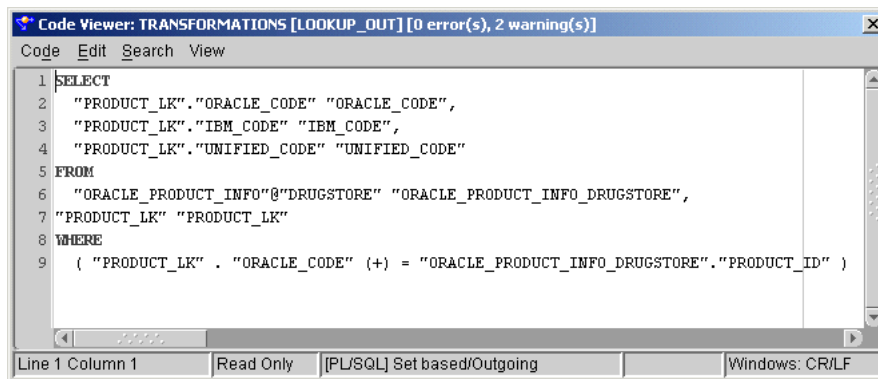 Code Viewer: TRANSFORMATIONS [LOOKUP_OUT] [0 error(s), 2 warning(s)]
Code Edit Search View
1 SELECT
2 "PRODUCT_LK"."ORACLE_CODE" "ORACLE_CODE",
3 "PRODUCT_LK"."IBM_CODE" "IBM_CODE",
4 "PRODUCT_LK"."UNIFIED_CODE" "UNIFIED_CODE"
5 FROM
6 "ORACLE_PRODUCT_INFO"@"DRUGSTORE" "ORACLE_PRODUCT_INFO_DRUGSTORE",
7 "PRODUCT_LK" "PRODUCT_LK"
8 WHERE
9 ( "PRODUCT_LK" . "ORACLE_CODE" (+) = "ORACLE_PRODUCT_INFO_DRUGSTORE"."PRODUCT_ID" )
Line 1 Column 1 Read Only [PL/SQL] Set based/Outgoing Windows: CR/LF